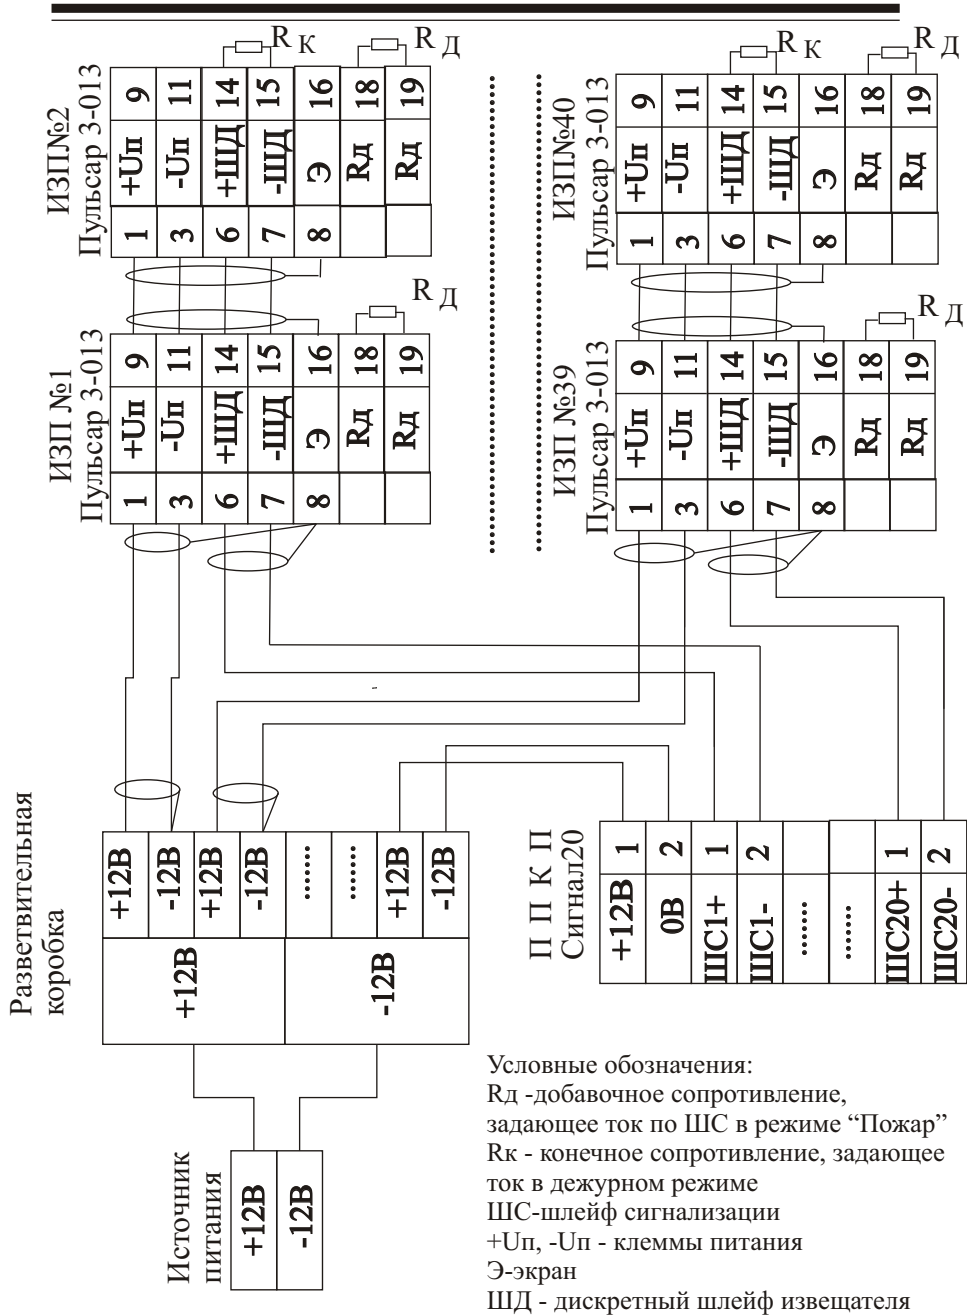 R К
R Д
R К
R Д
ИЗП№2
Пульсар 3-013
9 11 14 15 16 18 19
+Uп -Uп +ШД -ШД Э Rд Rд
1 3 6 7 8
ИЗП№40
Пульсар 3-013
9 11 14 15 16 18 19
+Uп -Uп +ШД -ШД Э Rд Rд
1 3 6 7 8
R Д
R Д
ИЗП №1
Пульсар 3-013
9 11 14 15 16 18 19
+Uп -Uп +ШД -ШД Э Rд Rд
1 3 6 7 8
ИЗП №39
Пульсар 3-013
9 11 14 15 16 18 19
+Uп -Uп +ШД -ШД Э Rд Rд
1 3 6 7 8
Разветвительная
коробка
+12В -12В +12В -12В ........ ........ +12В -12В
+12В -12В
П П К П
Сигнал20
1 2 1 2 1 2
+12В 0В ШС1+ ШС1- ........ ........ ШС20+ ШС20-
Источник
питания
+12В -12В
Условные обозначения:
Rд -добавочное сопротивление,
задающее ток по ШС в режиме “Пожар”
Rк - конечное сопротивление, задающее
ток в дежурном режиме
ШС-шлейф сигнализации
+Uп, -Uп - клеммы питания
Э-экран
ШД - дискретный шлейф извещателя